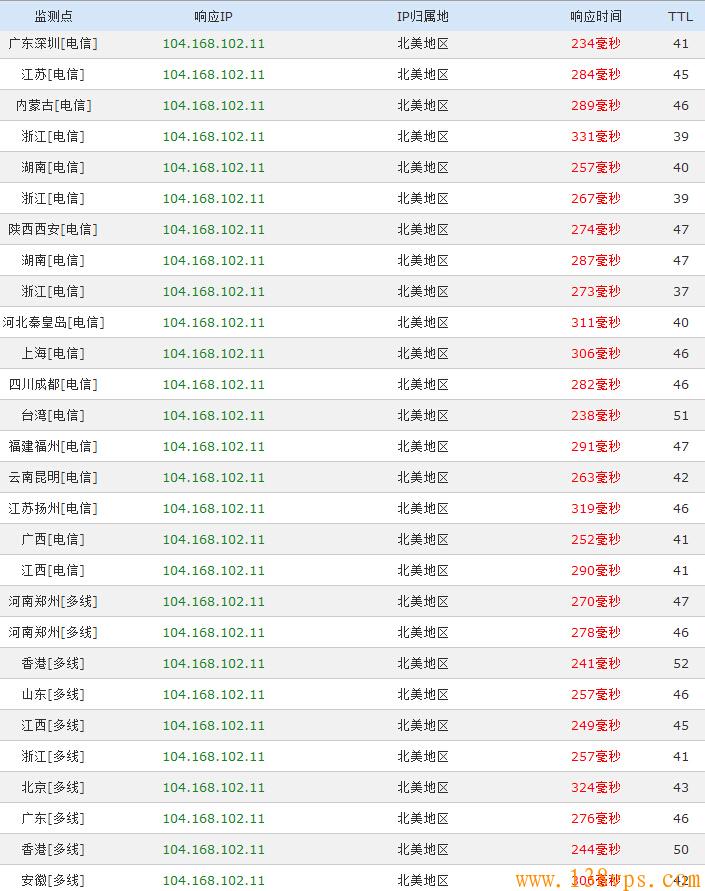 监测点 响应IP IP归属地 响应时间 TTL
广东深圳[电信] 104.168.102.11 北美地区 234毫秒 41
江苏[电信] 104.168.102.11 北美地区 284毫秒 45
内蒙古[电信] 104.168.102.11 北美地区 289毫秒 46
浙江[电信] 104.168.102.11 北美地区 331毫秒 39
湖南[电信] 104.168.102.11 北美地区 257毫秒 40
浙江[电信] 104.168.102.11 北美地区 267毫秒 39
陕西西安[电信] 104.168.102.11 北美地区 274毫秒 47
湖南[电信] 104.168.102.11 北美地区 287毫秒 47
浙江[电信] 104.168.102.11 北美地区 273毫秒 37
河北秦皇岛[电信] 104.168.102.11 北美地区 311毫秒 40
上海[电信] 104.168.102.11 北美地区 306毫秒 46
四川成都[电信] 104.168.102.11 北美地区 282毫秒 46
台湾[电信] 104.168.102.11 北美地区 238毫秒 51
福建福州[电信] 104.168.102.11 北美地区 291毫秒 47
云南昆明[电信] 104.168.102.11 北美地区 263毫秒 42
江苏扬州[电信] 104.168.102.11 北美地区 319毫秒 46
广西[电信] 104.168.102.11 北美地区 252毫秒 41
江西[电信] 104.168.102.11 北美地区 290毫秒 41
河南郑州[多线] 104.168.102.11 北美地区 270毫秒 47
河南郑州[多线] 104.168.102.11 北美地区 278毫秒 46
香港[多线] 104.168.102.11 北美地区 241毫秒 52
山东[多线] 104.168.102.11 北美地区 257毫秒 46
江西[多线] 104.168.102.11 北美地区 249毫秒 45
浙江[多线] 104.168.102.11 北美地区 257毫秒 41
北京[多线] 104.168.102.11 北美地区 324毫秒 43
广东[多线] 104.168.102.11 北美地区 276毫秒 46
香港[多线] 104.168.102.11 北美地区 244毫秒 50
安徽[多线] 104.168.102.11 北美地区 306毫秒 42
www.138vps.com